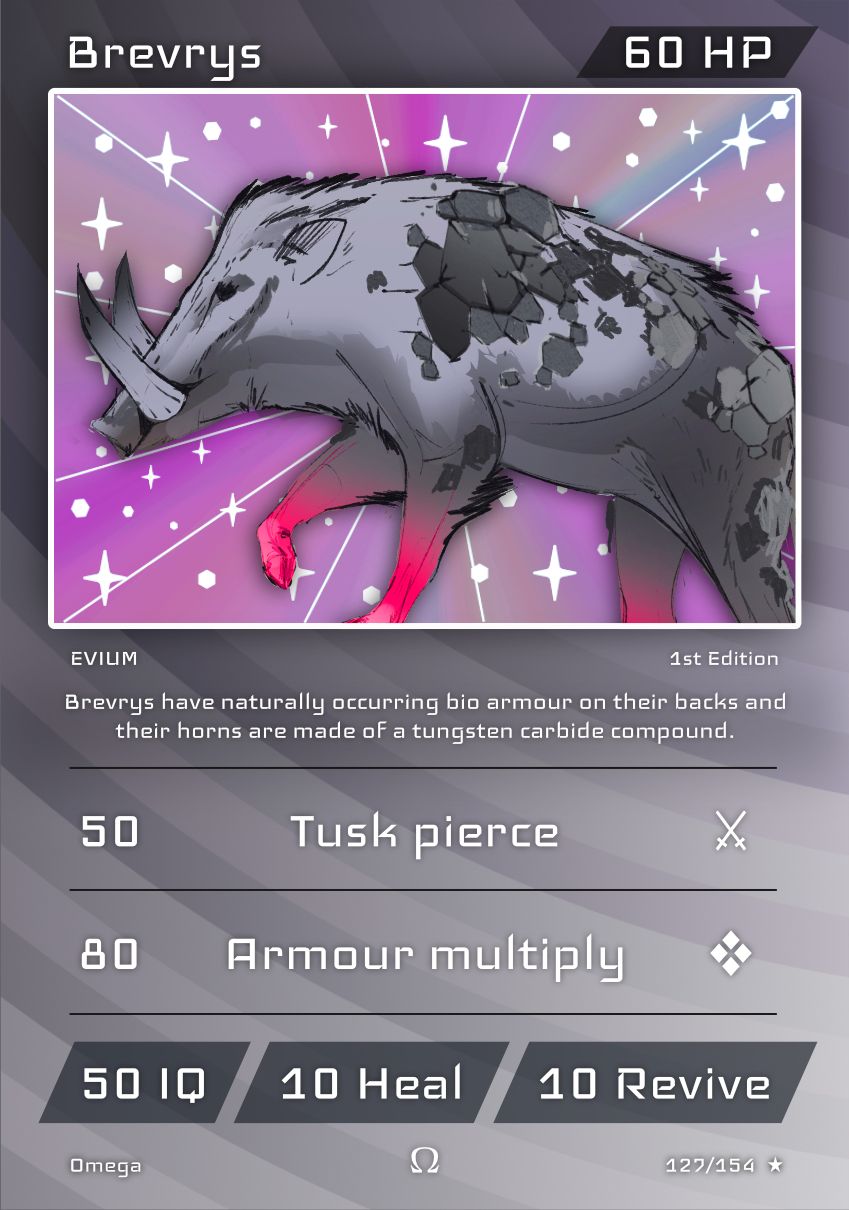 Brevrys
60 HP
EVIUM
1st Edition
Brevrys have naturally occurring bio armour on their backs and
their horns are made of a tungsten carbide compound.
50 Tusk pierce
80 Armour multiply
50 IQ
10 Heal
10 Revive
Omega
Ω
127/154 ★